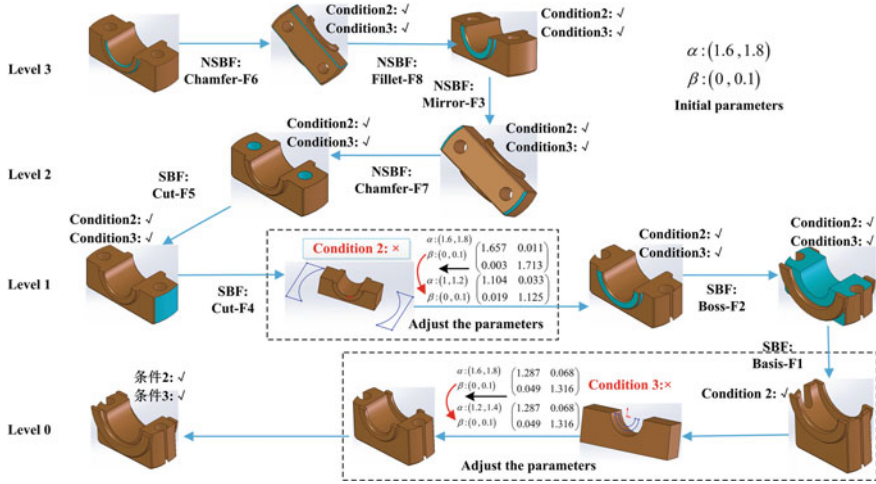 Condition2: √
Condition3: √
Condition2: √
Condition3: √
α:(1.6,1.8)
β:(0,0.1)
Initial parameters
Level 3
NSBF:
Chamfer-F6
NSBF:
Fillet-F8
NSBF:
Mirror-F3
Condition2: √
Condition3: √
Condition2: √
Condition3: √
Level 2
SBF:
Cut-F5
NSBF:
Chamfer-F7
Condition2: √
Condition3: √
Condition 2: ×
α:(1.6,1.8)
β:(0,0.1)
1.657 0.011
0.003 1.713
α:(1,1.2)
β:(0,0.1)
1.104 0.033
0.019 1.125
Condition2: √
Condition3: √
Condition2: √
Condition3: √
Level 1
SBF:
Cut-F4
Adjust the parameters
SBF:
Boss-F2
SBF:
Basis-F1
条件2: √
条件3: √
α:(1.6,1.8)
β:(0,0.1)
1.287 0.068
0.049 1.316
α:(1.2,1.4)
β:(0,0.1)
1.287 0.068
0.049 1.316
Condition 3:×
Condition 2: √
Level 0
Adjust the parameters